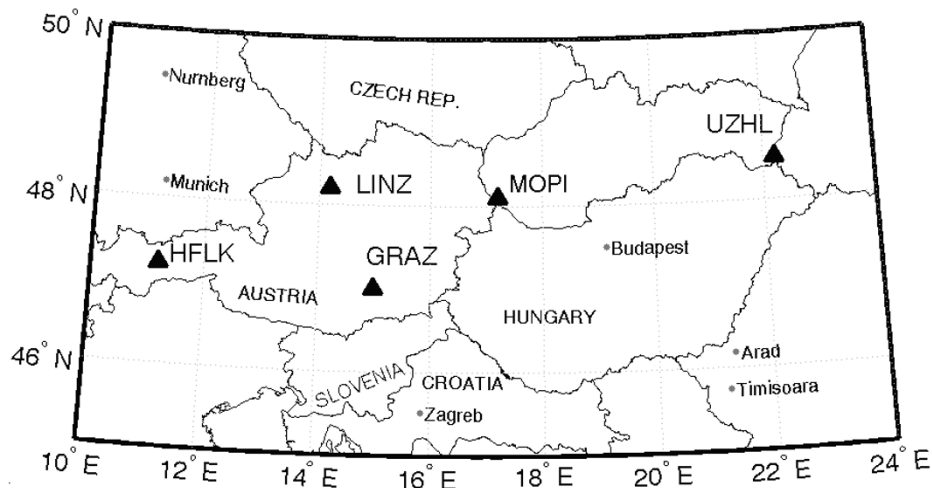 50° N
Nurnberg
CZECH REP.
UZHL
48° N
Munich
LINZ
MOPI
HFLK
GRAZ
Budapest
AUSTRIA
HUNGARY
46° N
Arad
SLOVENIA
CROATIA
Timisoara
Zagreb
10° E
12° E
14° E
16° E
18° E
20° E
22° E
24° E